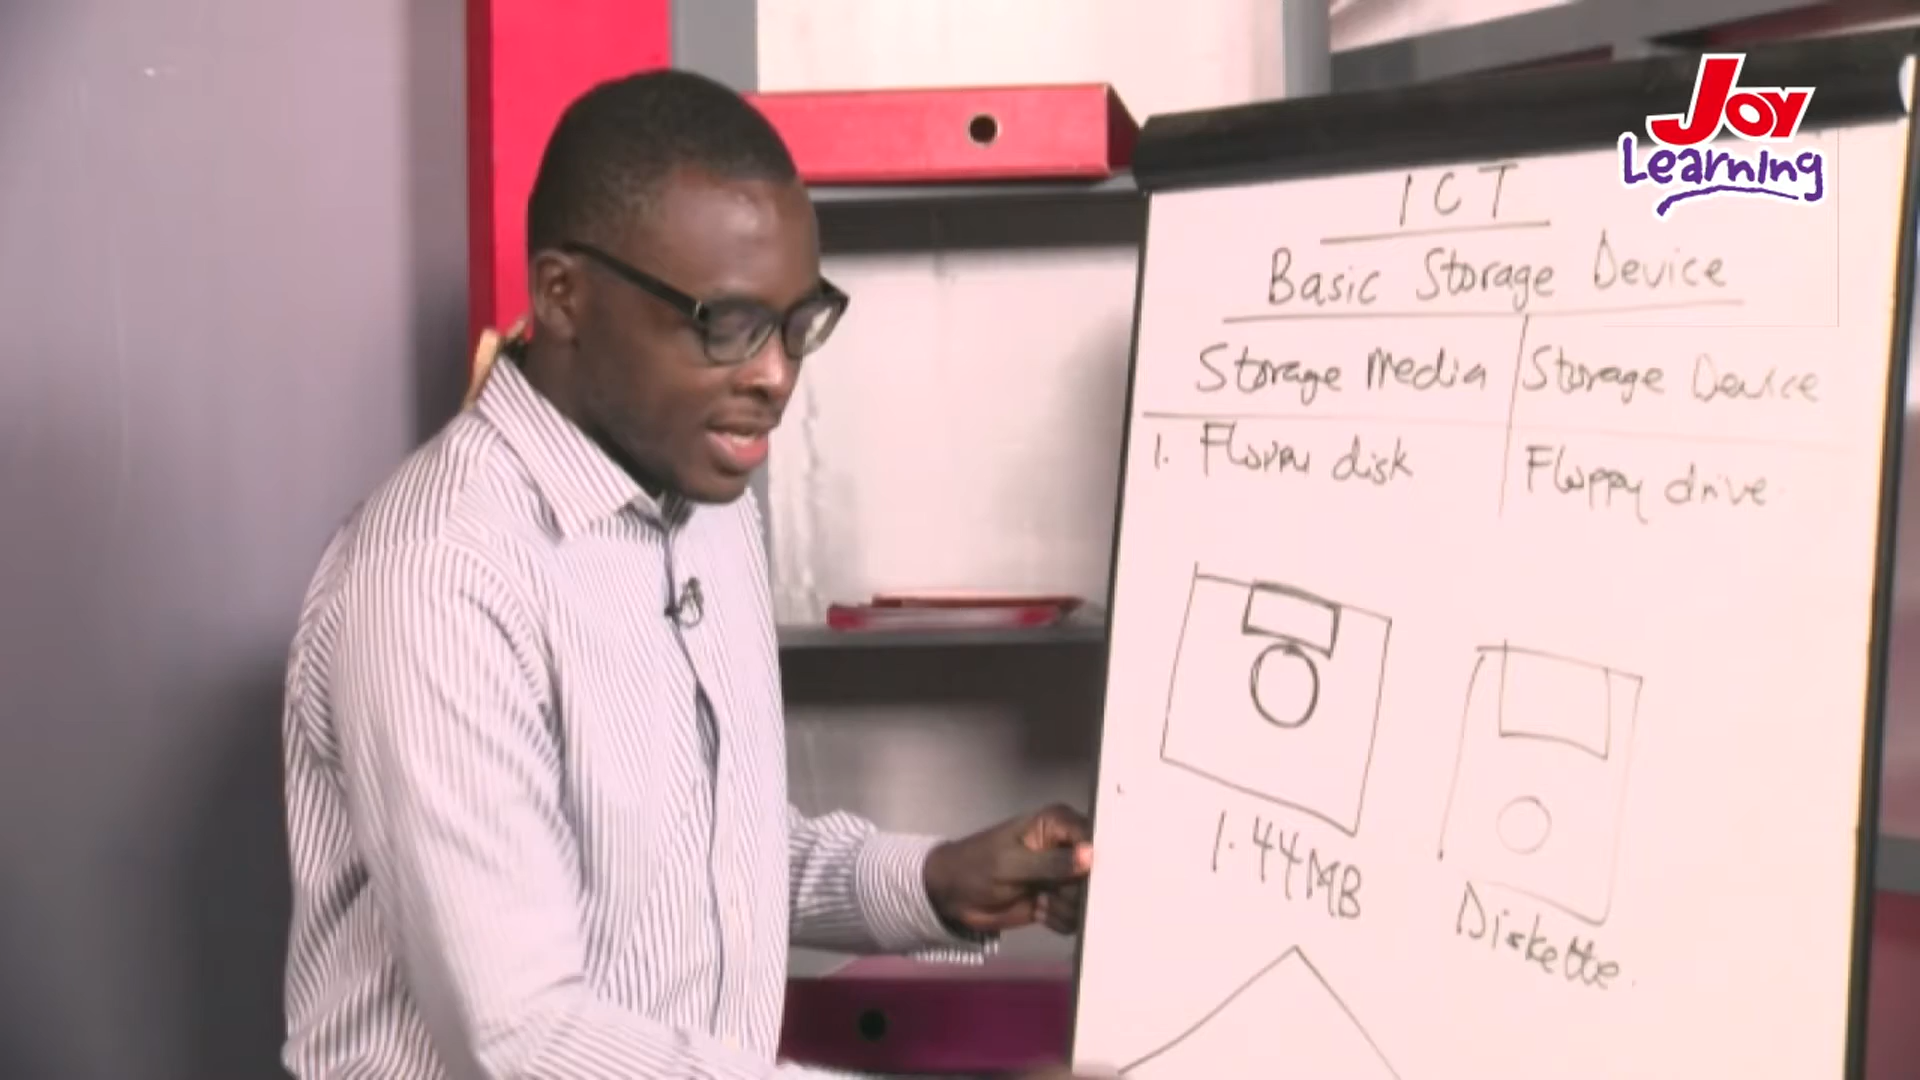 Joy
Learning
ICT
Basic Storage Device
Storage Media Storage Device
1. Floppy disk Floppy drive
1.44MB
Diskette.